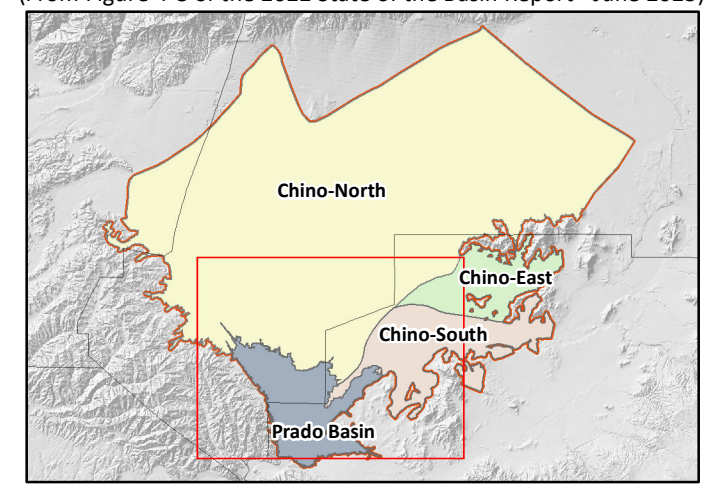 (From Figure 4-8 of the 2022 State of the Basin Report - June 2023)
Chino-North
Chino-East
Chino-South
Prado Basin